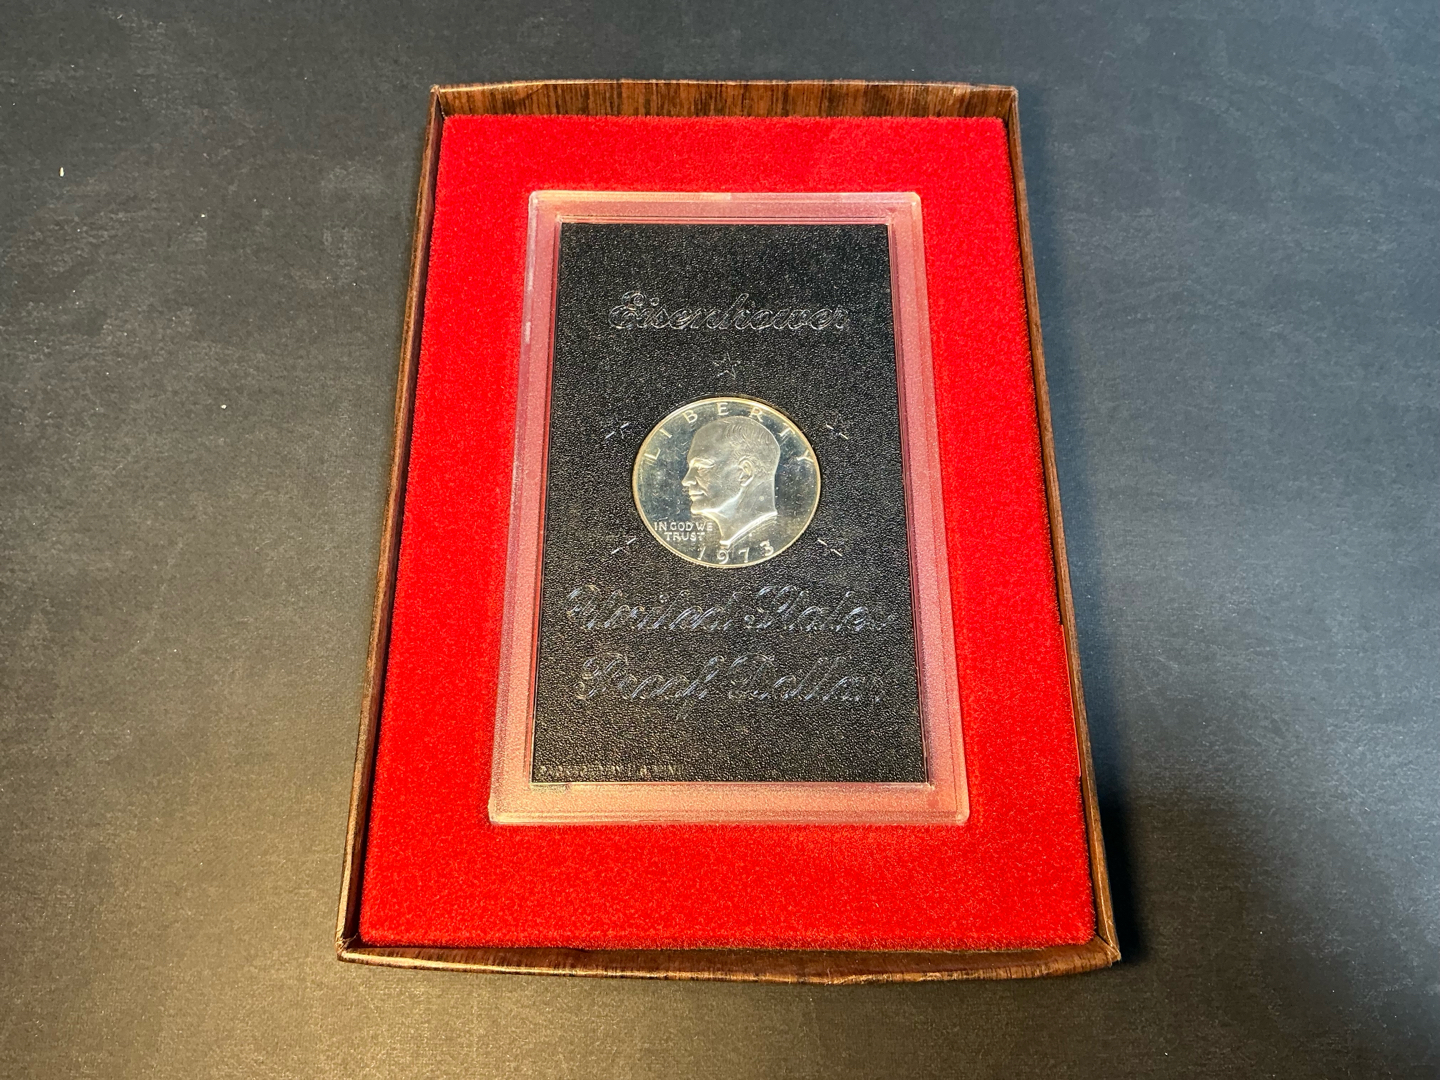 Eisenhower
LIBERTY
IN GOD WE
TRUST
1973
United States
Proof Dollar